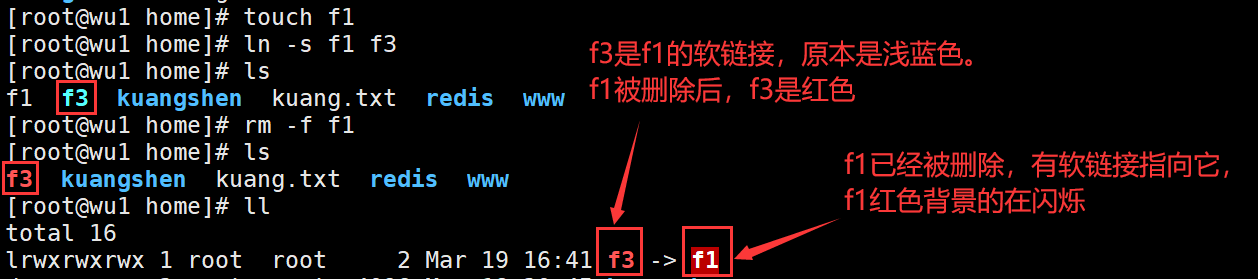 [root@wu1 home]# touch f1
[root@wu1 home]# ln -s f1 f3
[root@wu1 home]# ls
f1 f3 kuangshen kuang.txt redis www
[root@wu1 home]# rm -f f1
[root@wu1 home]# ls
f3 kuangshen kuang.txt redis www
[root@wu1 home]# ll
total 16
lrwxrwxrwx 1 root root 2 Mar 19 16:41 f3 -> f1
f3是f1的软链接，原本是浅蓝色。
f1被删除后，f3是红色
f1已经被删除，有软链接指向它，
f1红色背景的在闪烁